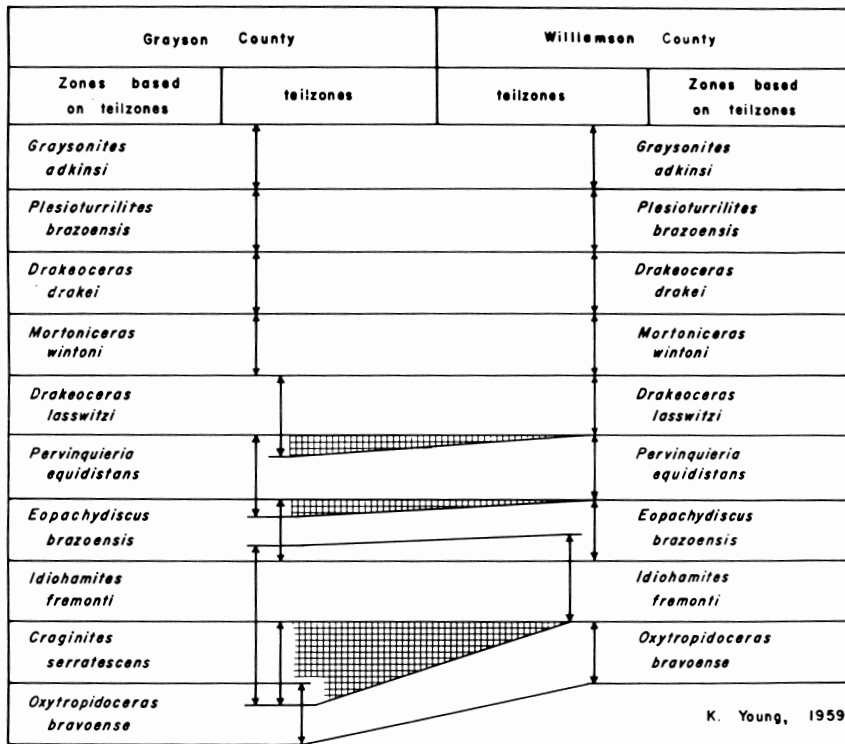 Grayson County
Williamson County
Zones based
on teilzones
teilzones
teilzones
Zones based
on teilzones
Graysonites
adkinsi
Graysonites
adkinsi
Plesioturrilites
brazoensis
Plesioturrilites
brazoensis
Drakeoceras
drakei
Drakeoceras
drakei
Mortoniceras
wintoni
Mortoniceras
wintoni
Drakeoceras
lasswitzi
Drakeoceras
lasswitzi
Pervinquieria
equidistans
Pervinquieria
equidistans
Eopachydiscus
brazoensis
Eopachydiscus
brazoensis
Idiohamites
fremonti
Idiohamites
fremonti
Craginites
serratescens
Oxytropidoceras
bravoense
Oxytropidoceras
bravoense
K. Young, 1959